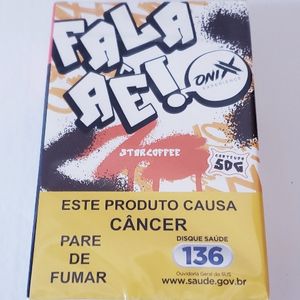 FALA
AÊ!
ONIX
EXPERIENCE
STARCOFFEE
CONTEÚDO
50G
ESTE PRODUTO CAUSA
CÂNCER
PARE
DE
FUMAR
DISQUE SAÚDE
136
Ouvidoria Geral do SUS
www.saude.gov.br